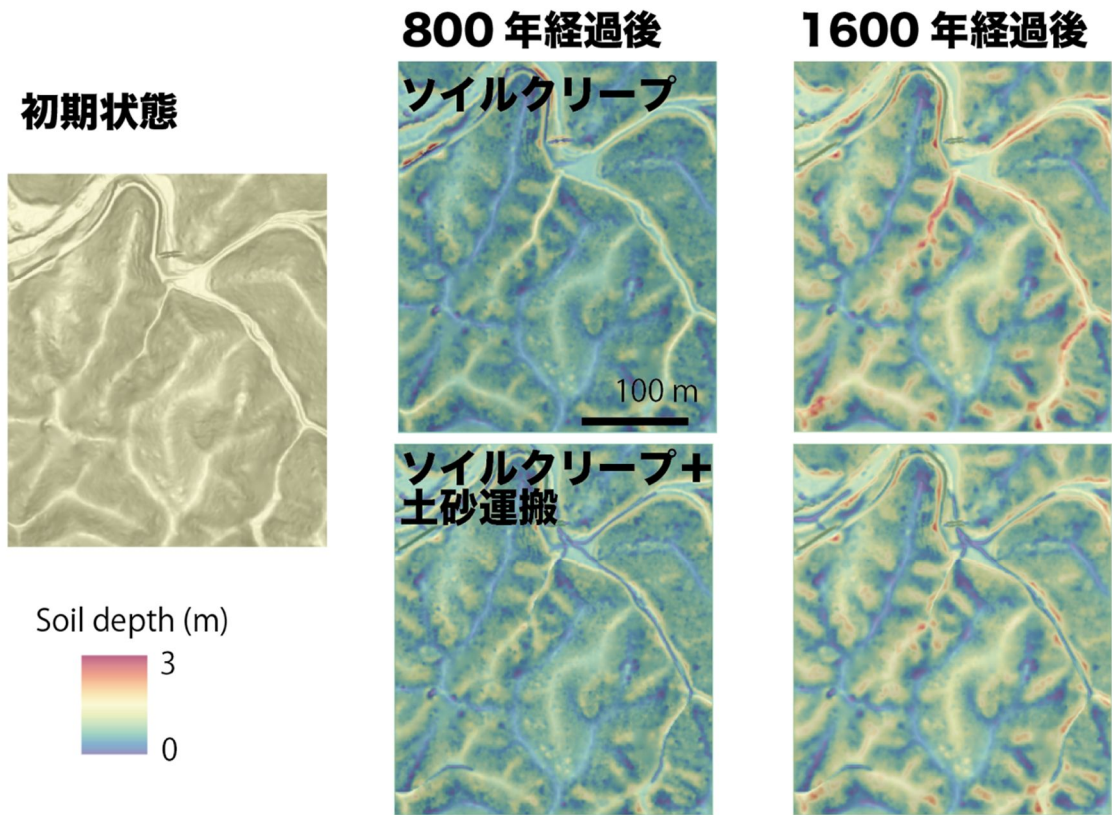 初期状態
800 年経過後
1600 年経過後
ソイルクリープ
100 m
ソイルクリープ＋
土砂運搬
Soil depth (m)
3
0